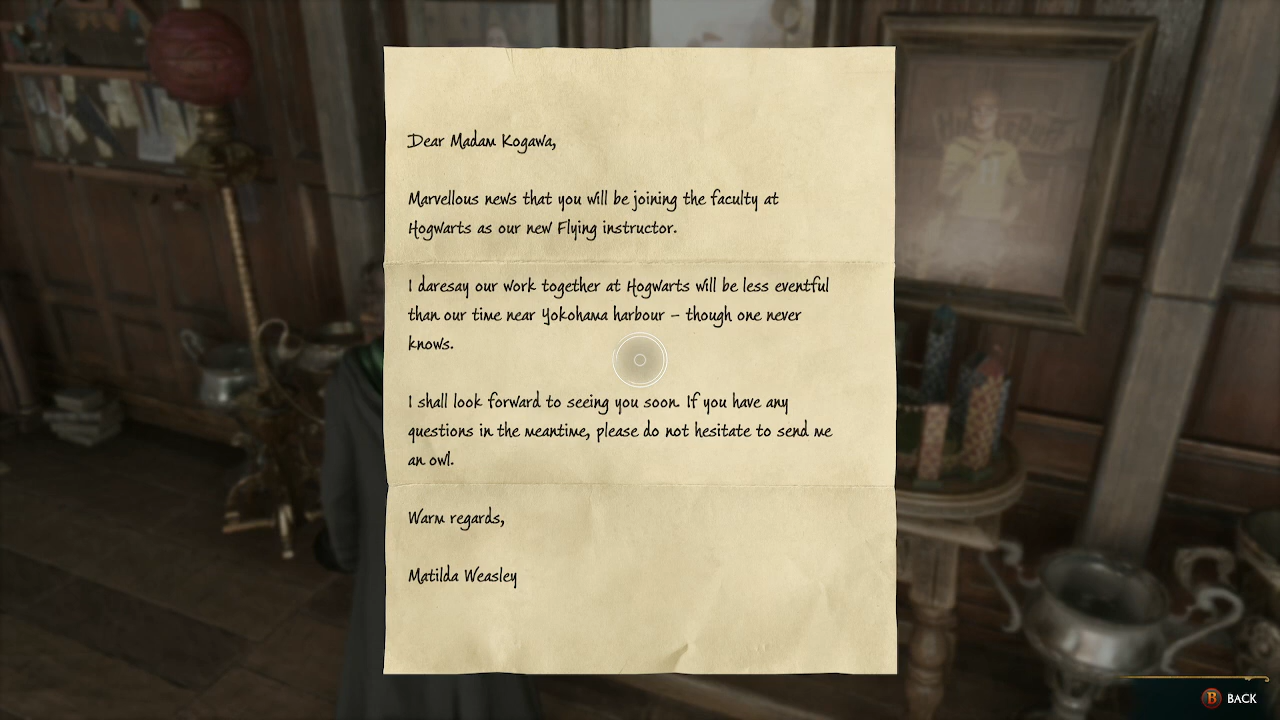 Dear Madam Kogawa,
Marvellous news that you will be joining the faculty at
Hogwarts as our new Flying instructor.
I daresay our work together at Hogwarts will be less eventful
than our time near Yokohama harbour – though one never
knows.
I shall look forward to seeing you soon. If you have any
questions in the meantime, please do not hesitate to send me
an owl.
Warm regards,
Matilda Weasley
B BACK